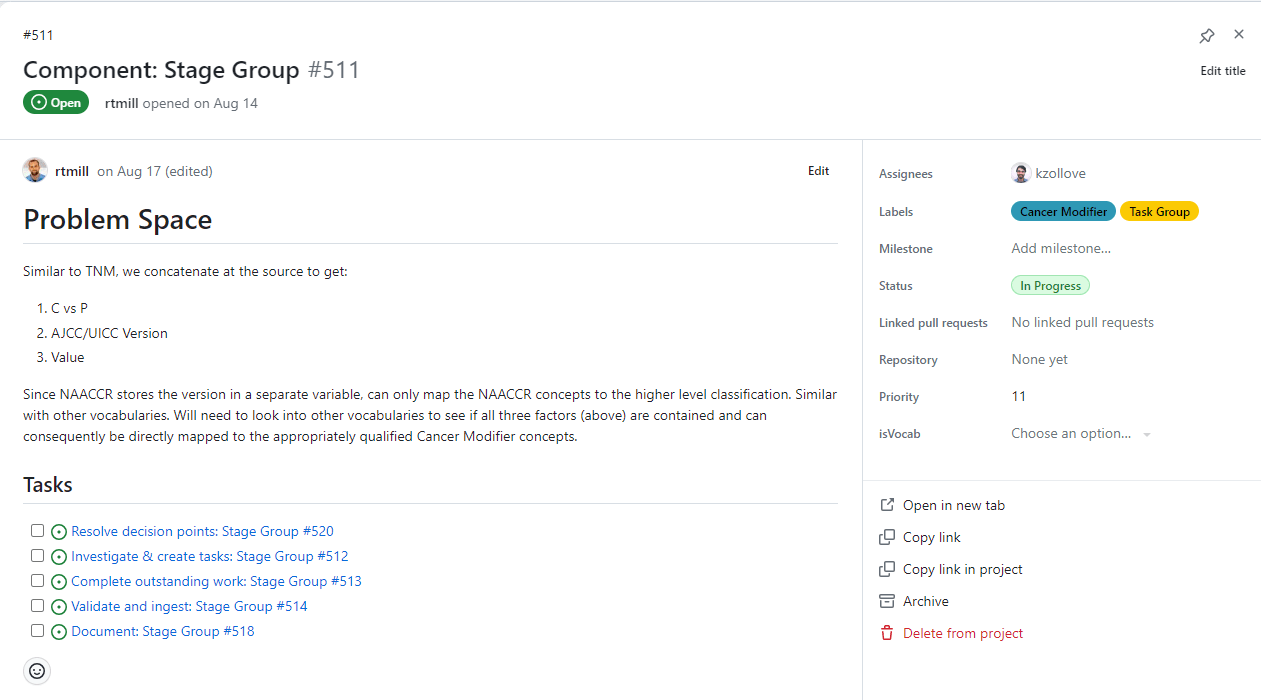 #511
Component: Stage Group #511
Edit title
Open
rtmill opened on Aug 14
rtmill on Aug 17 (edited)
Edit
Problem Space
Similar to TNM, we concatenate at the source to get:
1. C vs P
2. AJCC/UICC Version
3. Value
Since NAACCR stores the version in a separate variable, can only map the NAACCR concepts to the higher level classification. Similar
with other vocabularies. Will need to look into other vocabularies to see if all three factors (above) are contained and can
consequently be directly mapped to the appropriately qualified Cancer Modifier concepts.
Tasks
Resolve decision points: Stage Group #520
Investigate & create tasks: Stage Group #512
Complete outstanding work: Stage Group #513
Validate and ingest: Stage Group #514
Document: Stage Group #518
Assignees kzollove
Labels Cancer Modifier Task Group
Milestone Add milestone...
Status In Progress
Linked pull requests No linked pull requests
Repository None yet
Priority 11
isVocab Choose an option...
Open in new tab
Copy link
Copy link in project
Archive
Delete from project